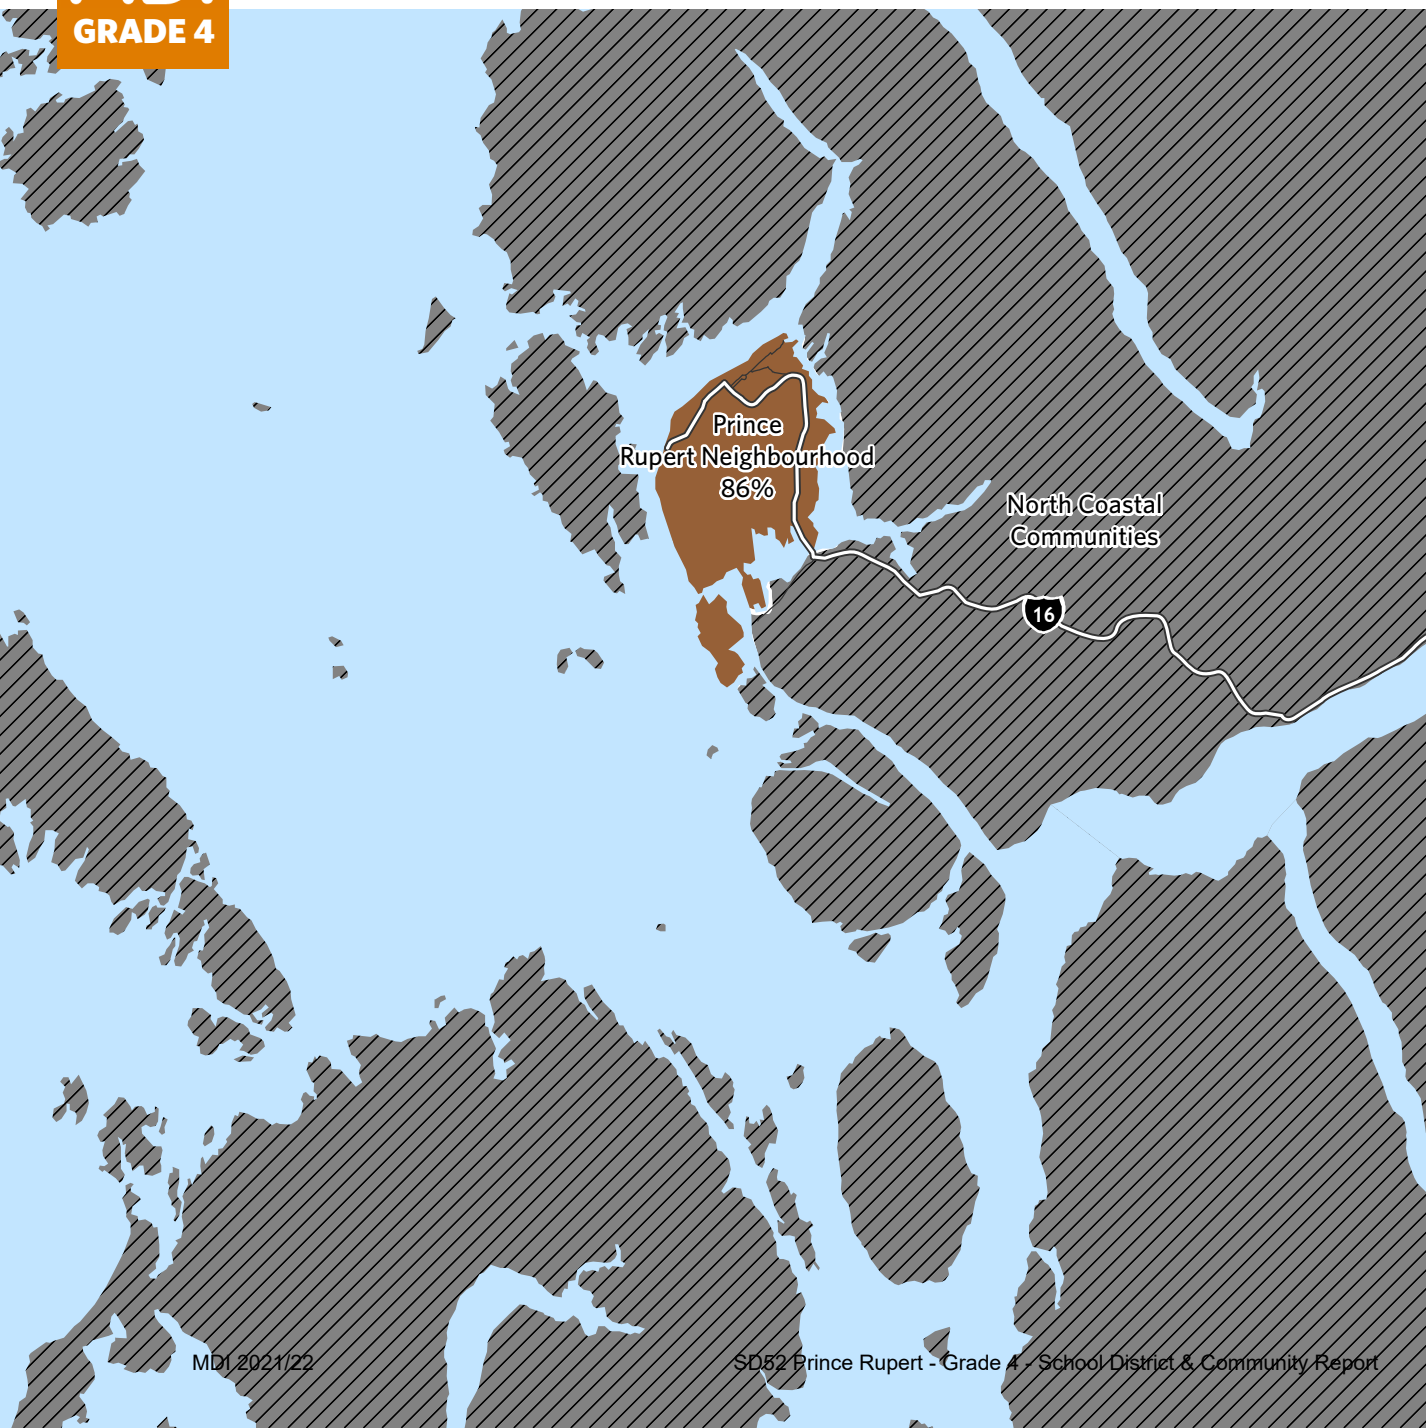 GRADE 4
Prince
Rupert Neighbourhood
86%
North Coastal
Communities
16
MDI 2021/22
SD52 Prince Rupert - Grade 4 - School District & Community Report